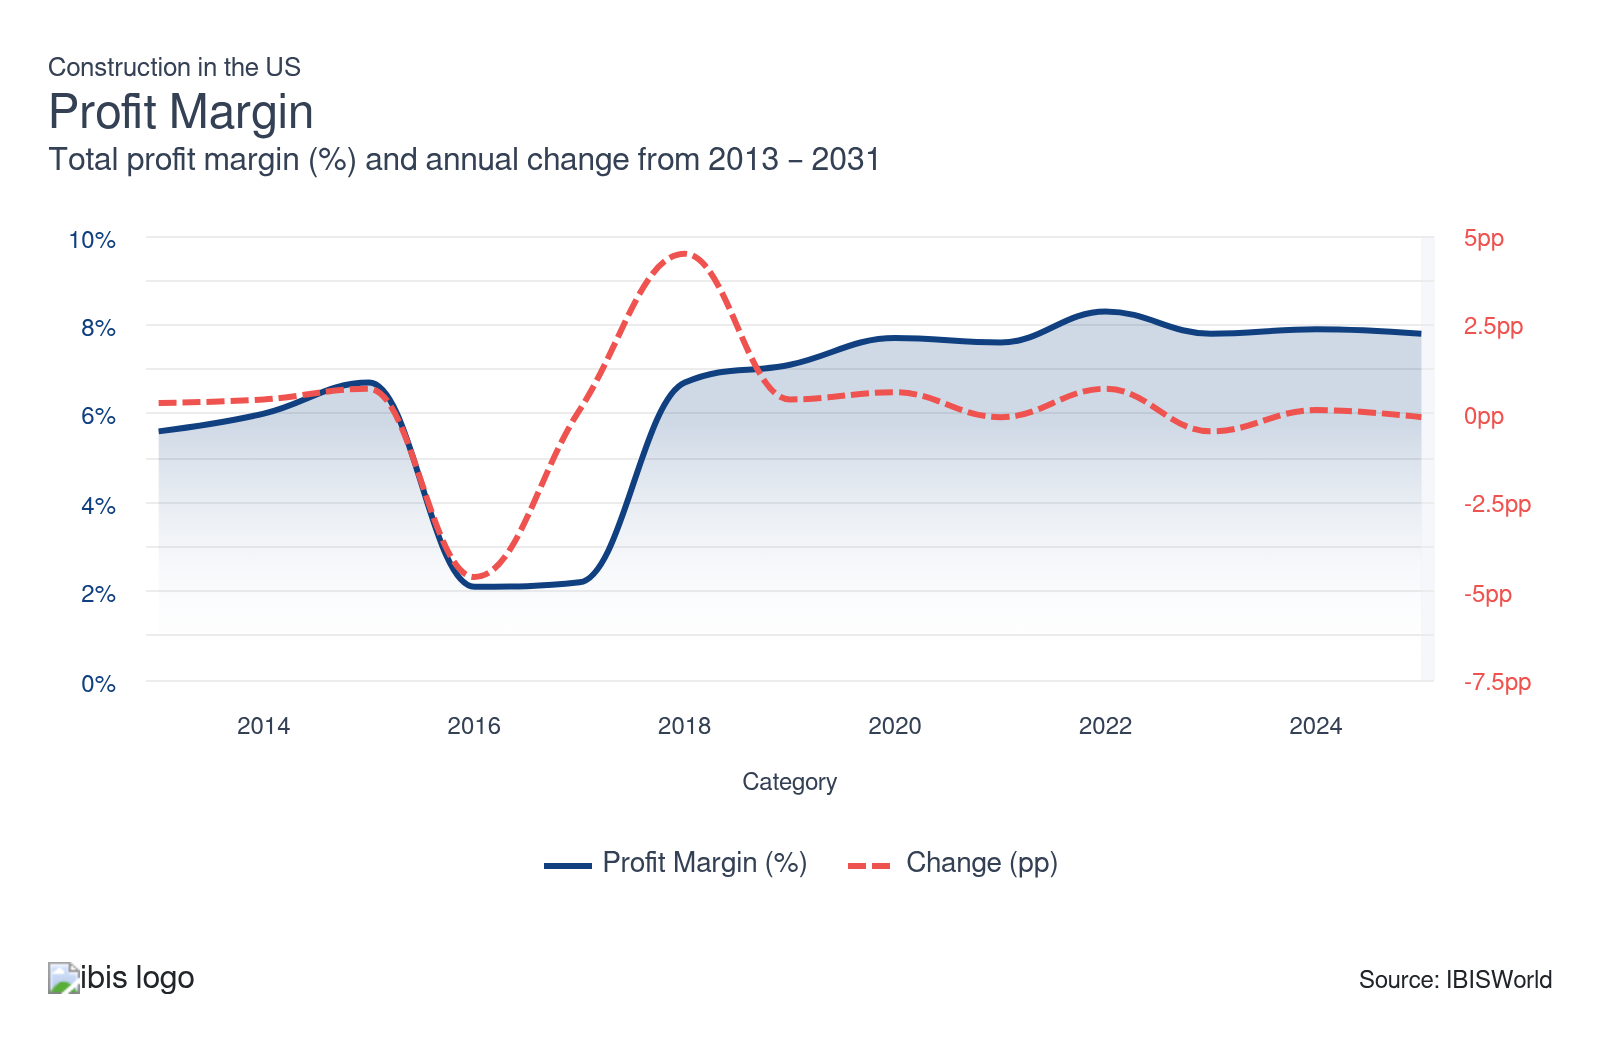 Construction in the US
Profit Margin
Total profit margin (%) and annual change from 2013 – 2031
10%
8%
6%
4%
2%
0%
5pp
2.5pp
0pp
-2.5pp
-5pp
-7.5pp
2014 2016 2018 2020 2022 2024
Category
Profit Margin (%) Change (pp)
ibis logo
Source: IBISWorld